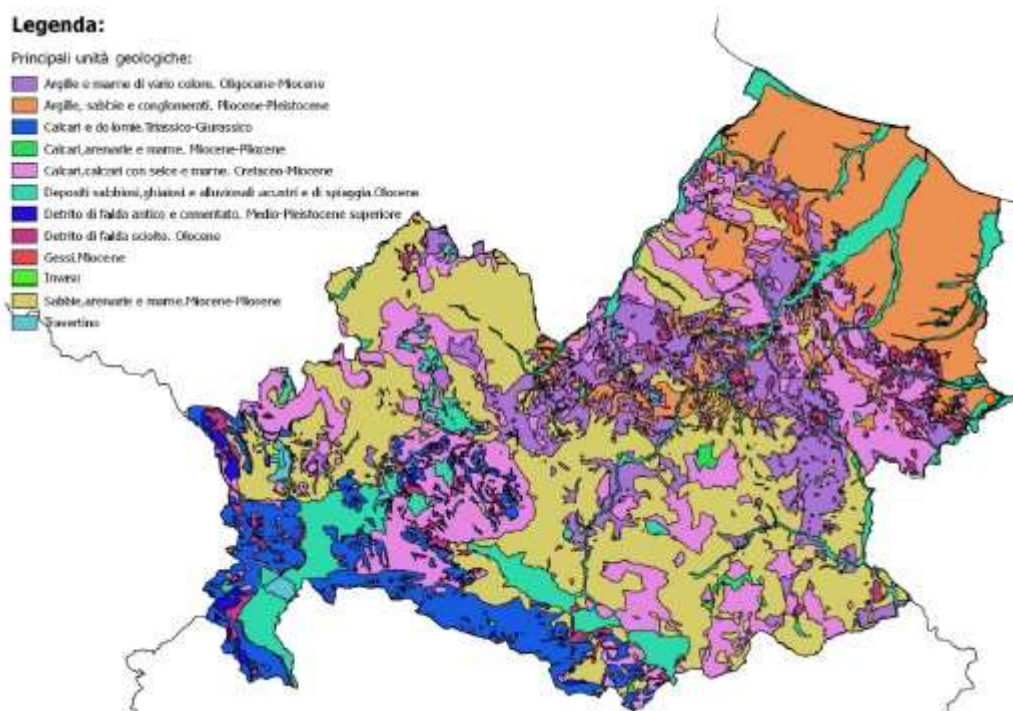 Legenda:
Principali unità geologiche:
Argille e marne di vario colore. Oligocene-Miocene
Argille, sabbie e conglomerati. Pliocene-Pleistocene
Calcari e dolomie.Triassico-Giurassico
Calcari,arenarie e marne. Miocene-Pliocene
Calcari,calcari con selce e marne. Cretaceo-Miocene
Depositi sabbiosi,ghiaiosi e alluvionali acustri e di spiaggia.Olocene
Detrito di falda antico e cementato. Medio-Pleistocene superiore
Detrito di falda sciolto. Olocene
Gessi.Miocene
Invasi
Sabbie,arenarie e marne.Miocene-Pliocene
Travertino